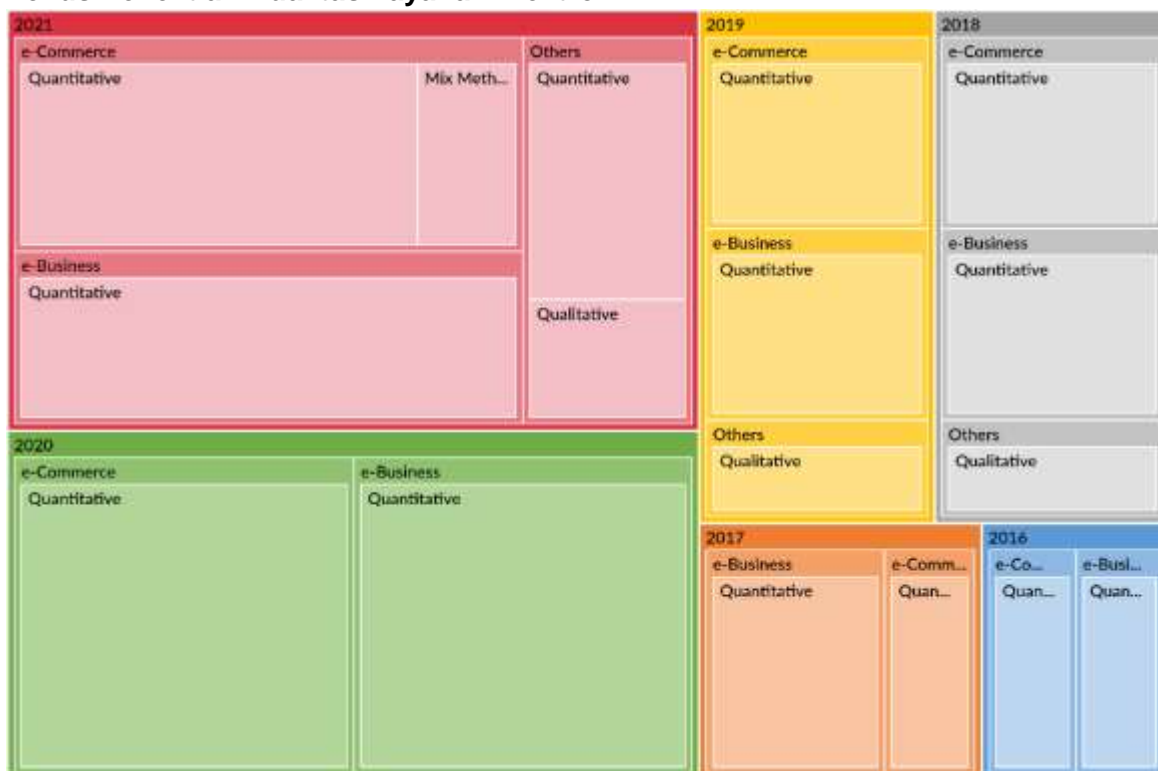 2021
e-Commerce
Quantitative
Mix Meth...
Others
Quantitative
Qualitative
e-Business
Quantitative
2020
e-Commerce
Quantitative
e-Business
Quantitative
2019
e-Commerce
Quantitative
e-Business
Quantitative
Others
Qualitative
2018
e-Commerce
Quantitative
e-Business
Quantitative
Others
Qualitative
2017
e-Business
Quantitative
e-Comm...
Quan...
2016
e-Co...
Quan...
e-Busi...
Quan...